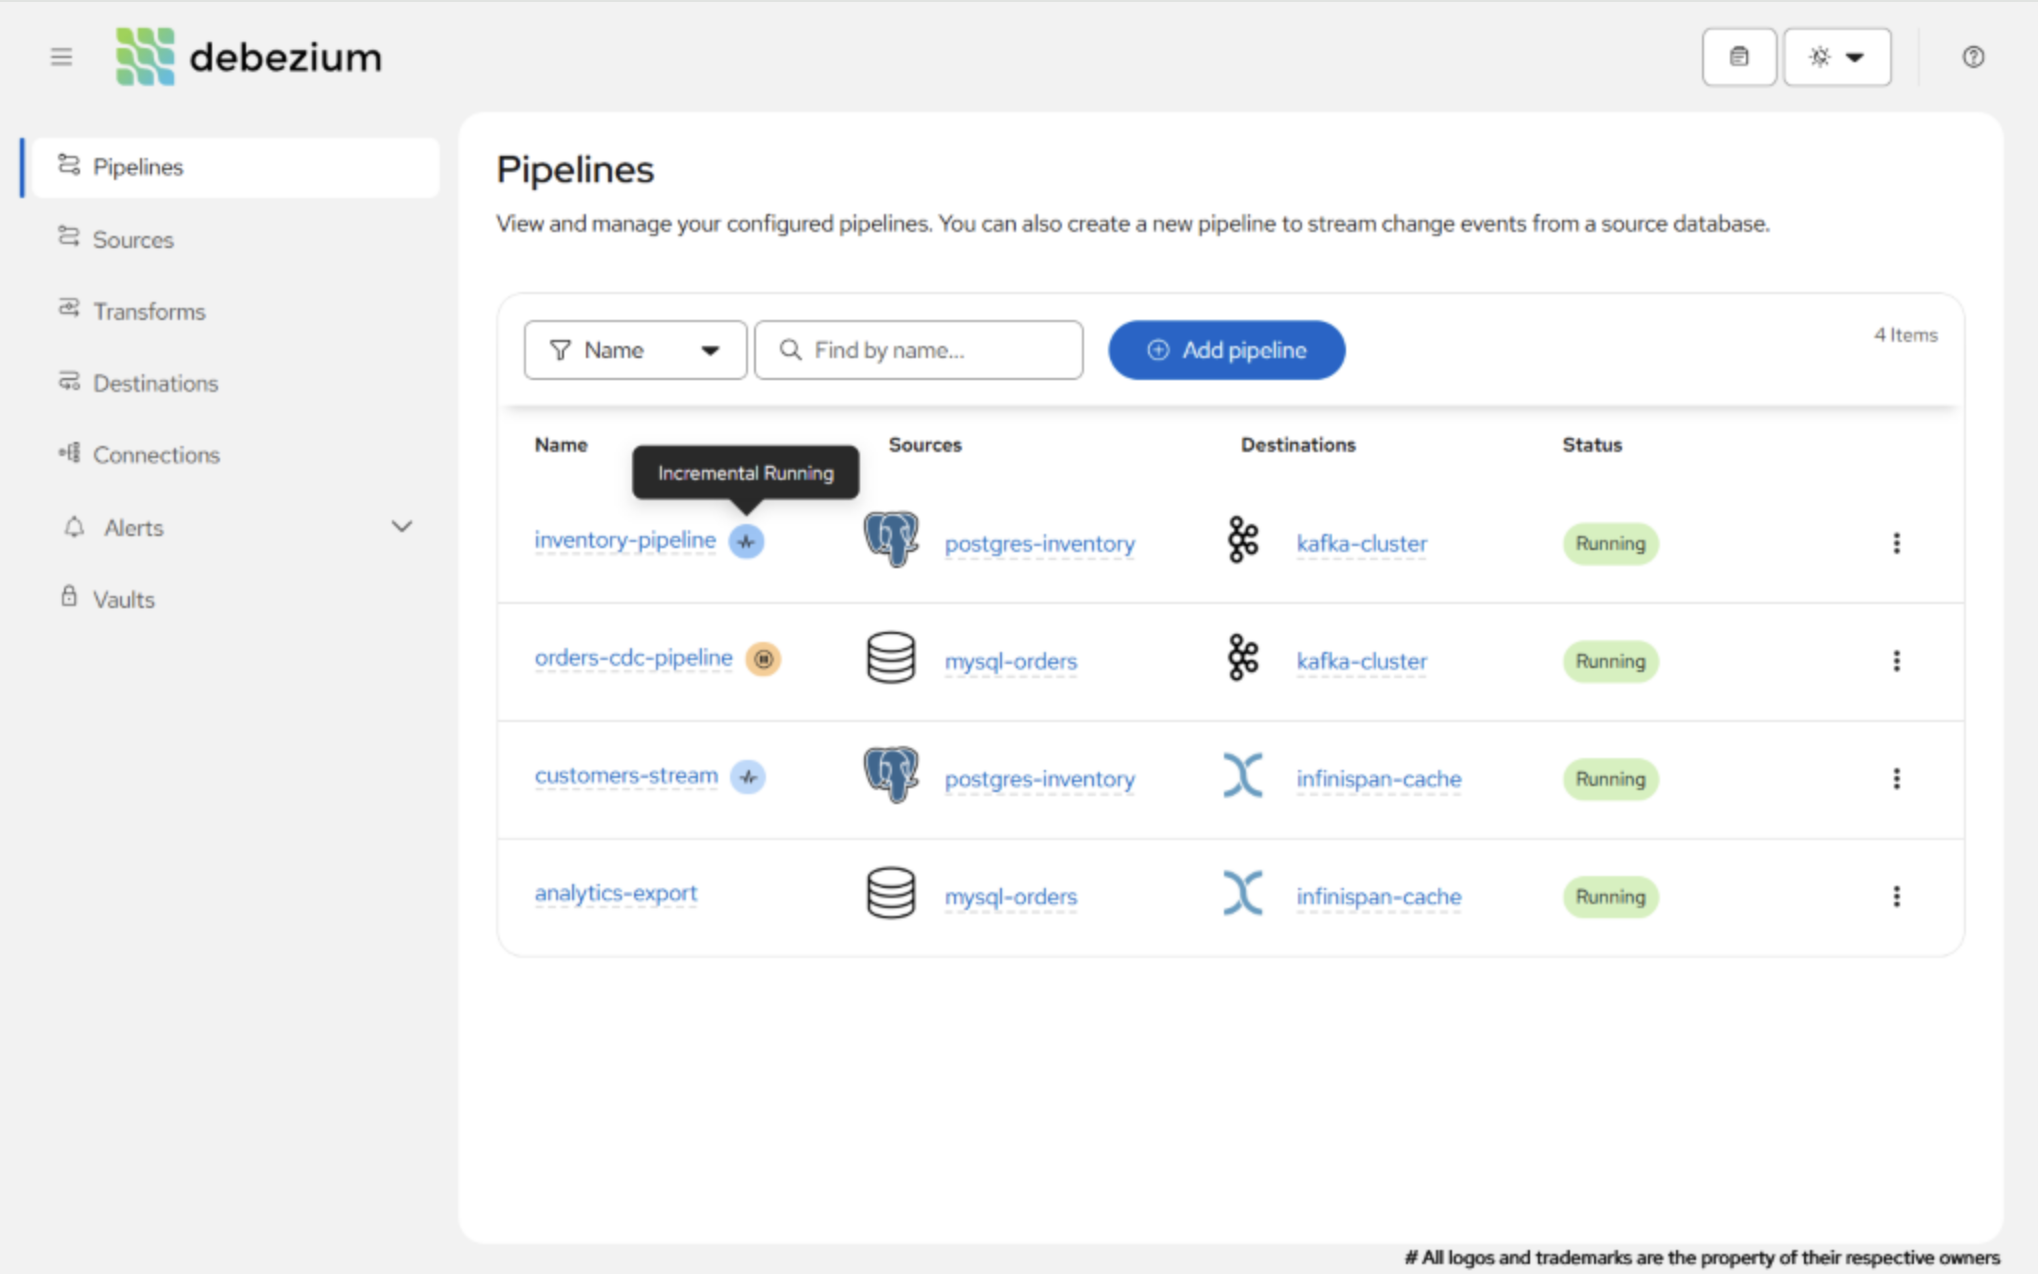 debezium
Pipelines
Sources
Transforms
Destinations
Connections
Alerts
Vaults
Pipelines
View and manage your configured pipelines. You can also create a new pipeline to stream change events from a source database.
Name
Find by name...
Add pipeline
4 Items
Name Sources Destinations Status
Incremental Running
inventory-pipeline postgres-inventory kafka-cluster Running
orders-cdc-pipeline mysql-orders kafka-cluster Running
customers-stream postgres-inventory infinispan-cache Running
analytics-export mysql-orders infinispan-cache Running
# All logos and trademarks are the property of their respective owners